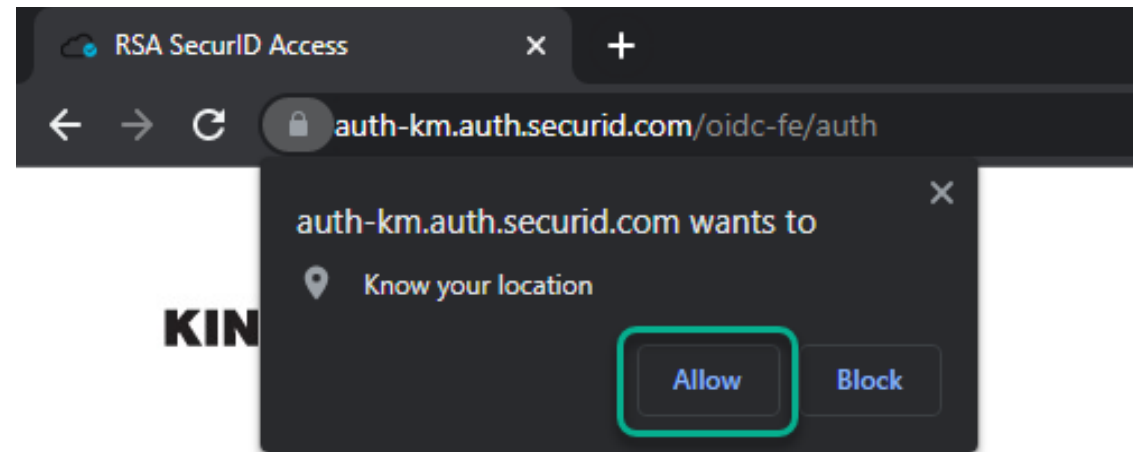 RSA SecurID Access
auth-km.auth.securid.com/oidc-fe/auth
auth-km.auth.securid.com wants to
Know your location
KIN
Allow
Block